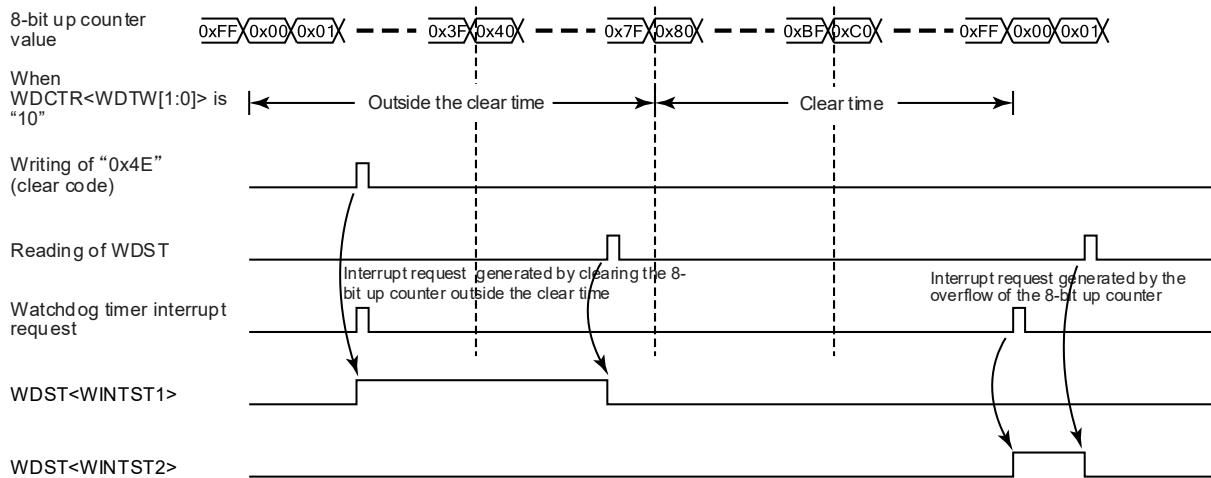 8-bit up counter
value
0xFF 0x00 0x01 0x3F 0x40 0x7F 0x80 0xBF 0xC0 0xFF 0x00 0x01
When
WDCTR<WDTW[1:0]> is
“10”
Outside the clear time
Clear time
Writing of “0x4E”
(clear code)
Reading of WDST
Interrupt request generated by clearing the 8-
bit up counter outside the clear time
Interrupt request generated by the
overflow of the 8-bit up counter
Watchdog timer interrupt
request
WDST<WINTST1>
WDST<WINTST2>